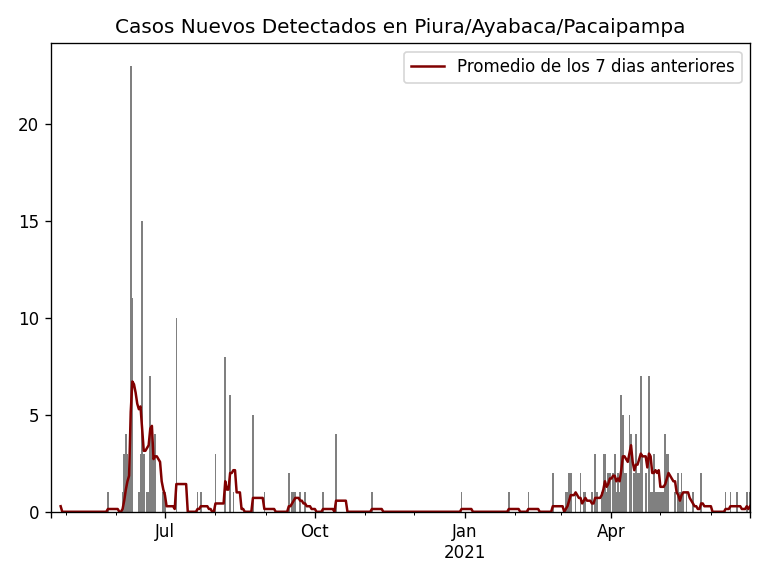 Casos Nuevos Detectados en Piura/Ayabaca/Pacaipampa
Promedio de los 7 dias anteriores
20
15
10
5
0
Jul
Oct
Jan
2021
Apr